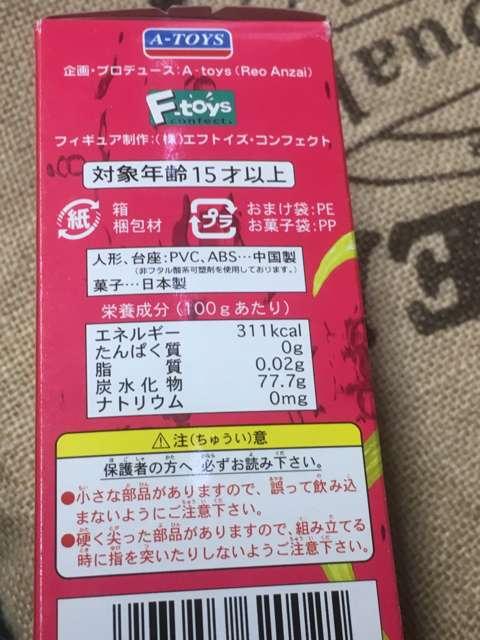 A-TOYS
企画・プロデュース:A-toys (Reo Anzai)
F-toys
confect.
フィギュア制作:(株)エフトイズ・コンフェクト
対象年齢15才以上
紙 箱 梱包材
プラ おまけ袋:PE お菓子袋:PP
人形、台座:PVC、ABS…中国製
(非フタル酸系可塑剤を使用しております。)
菓子…日本製
栄養成分(100gあたり)
エネルギー 311kcal
たんぱく質 0g
脂質 0.02g
炭水化物 77.7g
ナトリウム 0mg
⚠注(ちゅうい)意
保護者の方へ 必ずお読み下さい。
●小さな部品がありますので、誤って飲み込
まないようにご注意下さい。
●硬く尖った部品がありますので、組み立てる
時に指を突いたりしないようご注意下さい。